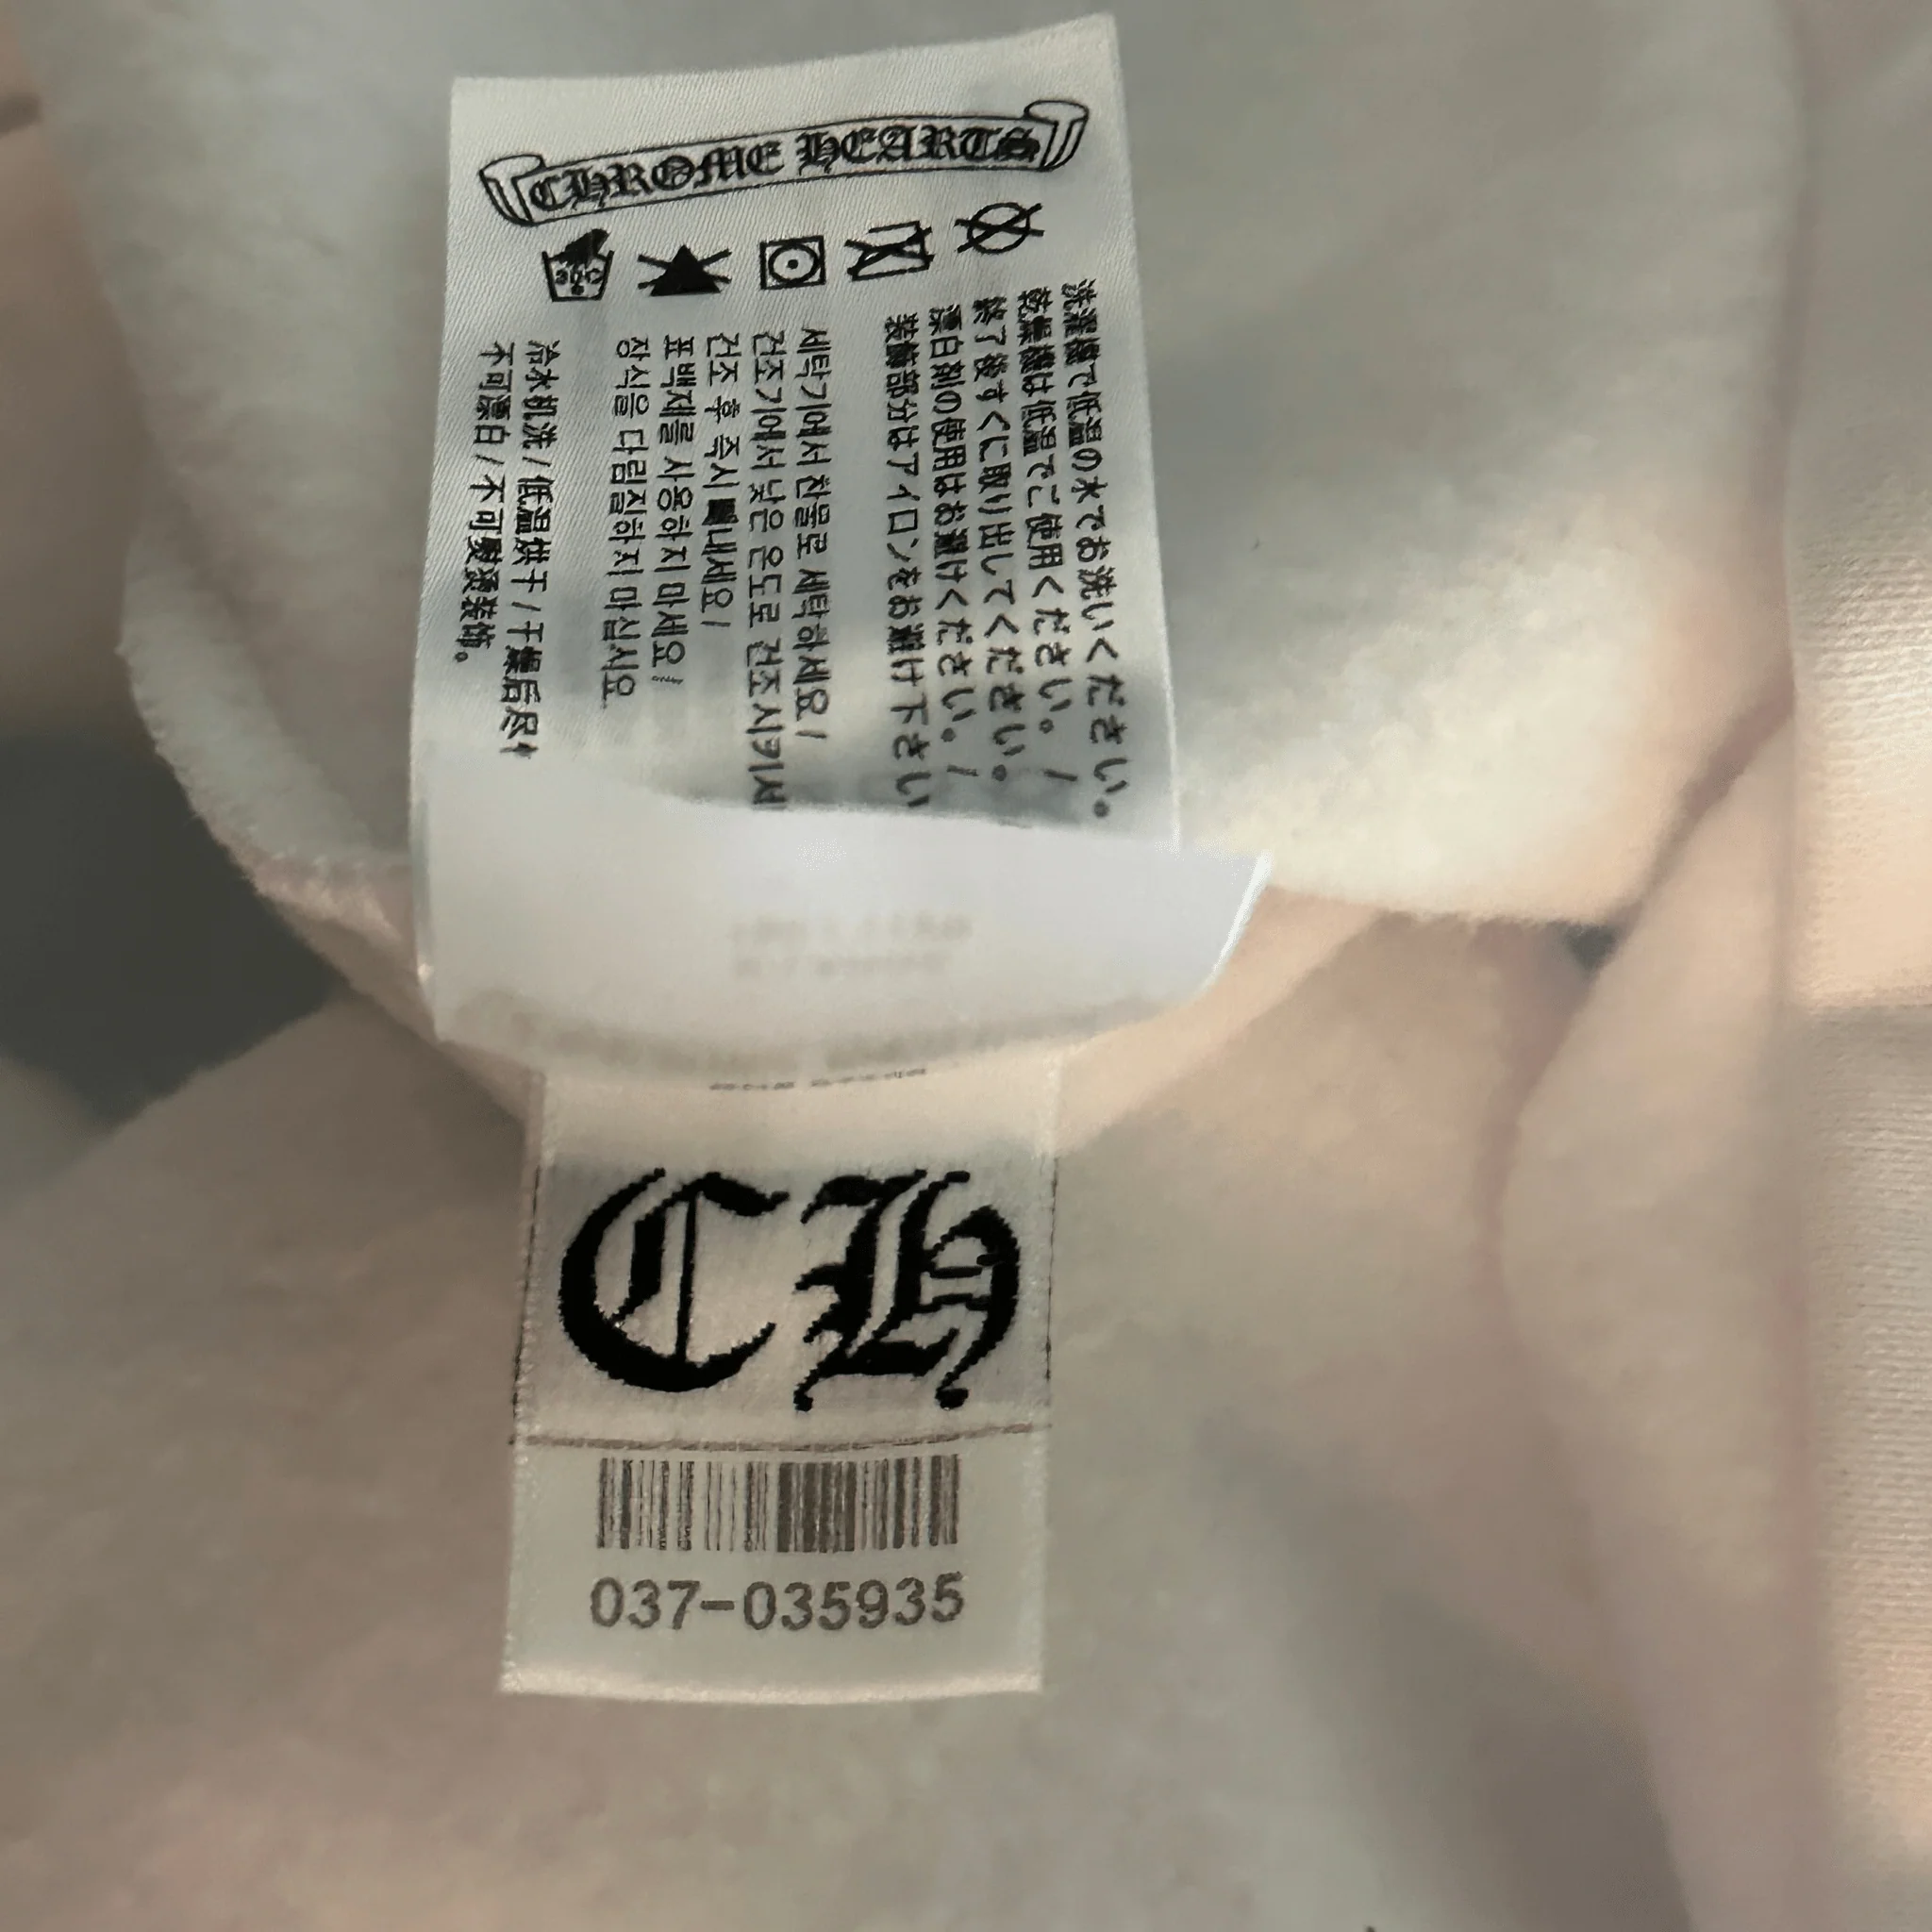 CHROME HEARTS
30°C
洗濯機で低温の水でお洗いください。
乾燥機は低温でご使用ください。/
終了後すぐに取り出してください。
漂白剤の使用はお避けください。/
装飾部分はアイロンをお避け下さい
세탁기에서 찬물로 세탁하세요 /
건조기에서 낮은 온도로 건조시키서
건조 후 즉시 내세요 /
표백제를 사용하지 마세요 /
장식을 다림질하지 마십시요
冷水机洗 / 低温烘干 / 干燥后尽
不可漂白 / 不可熨烫装饰。
CH
037-035935